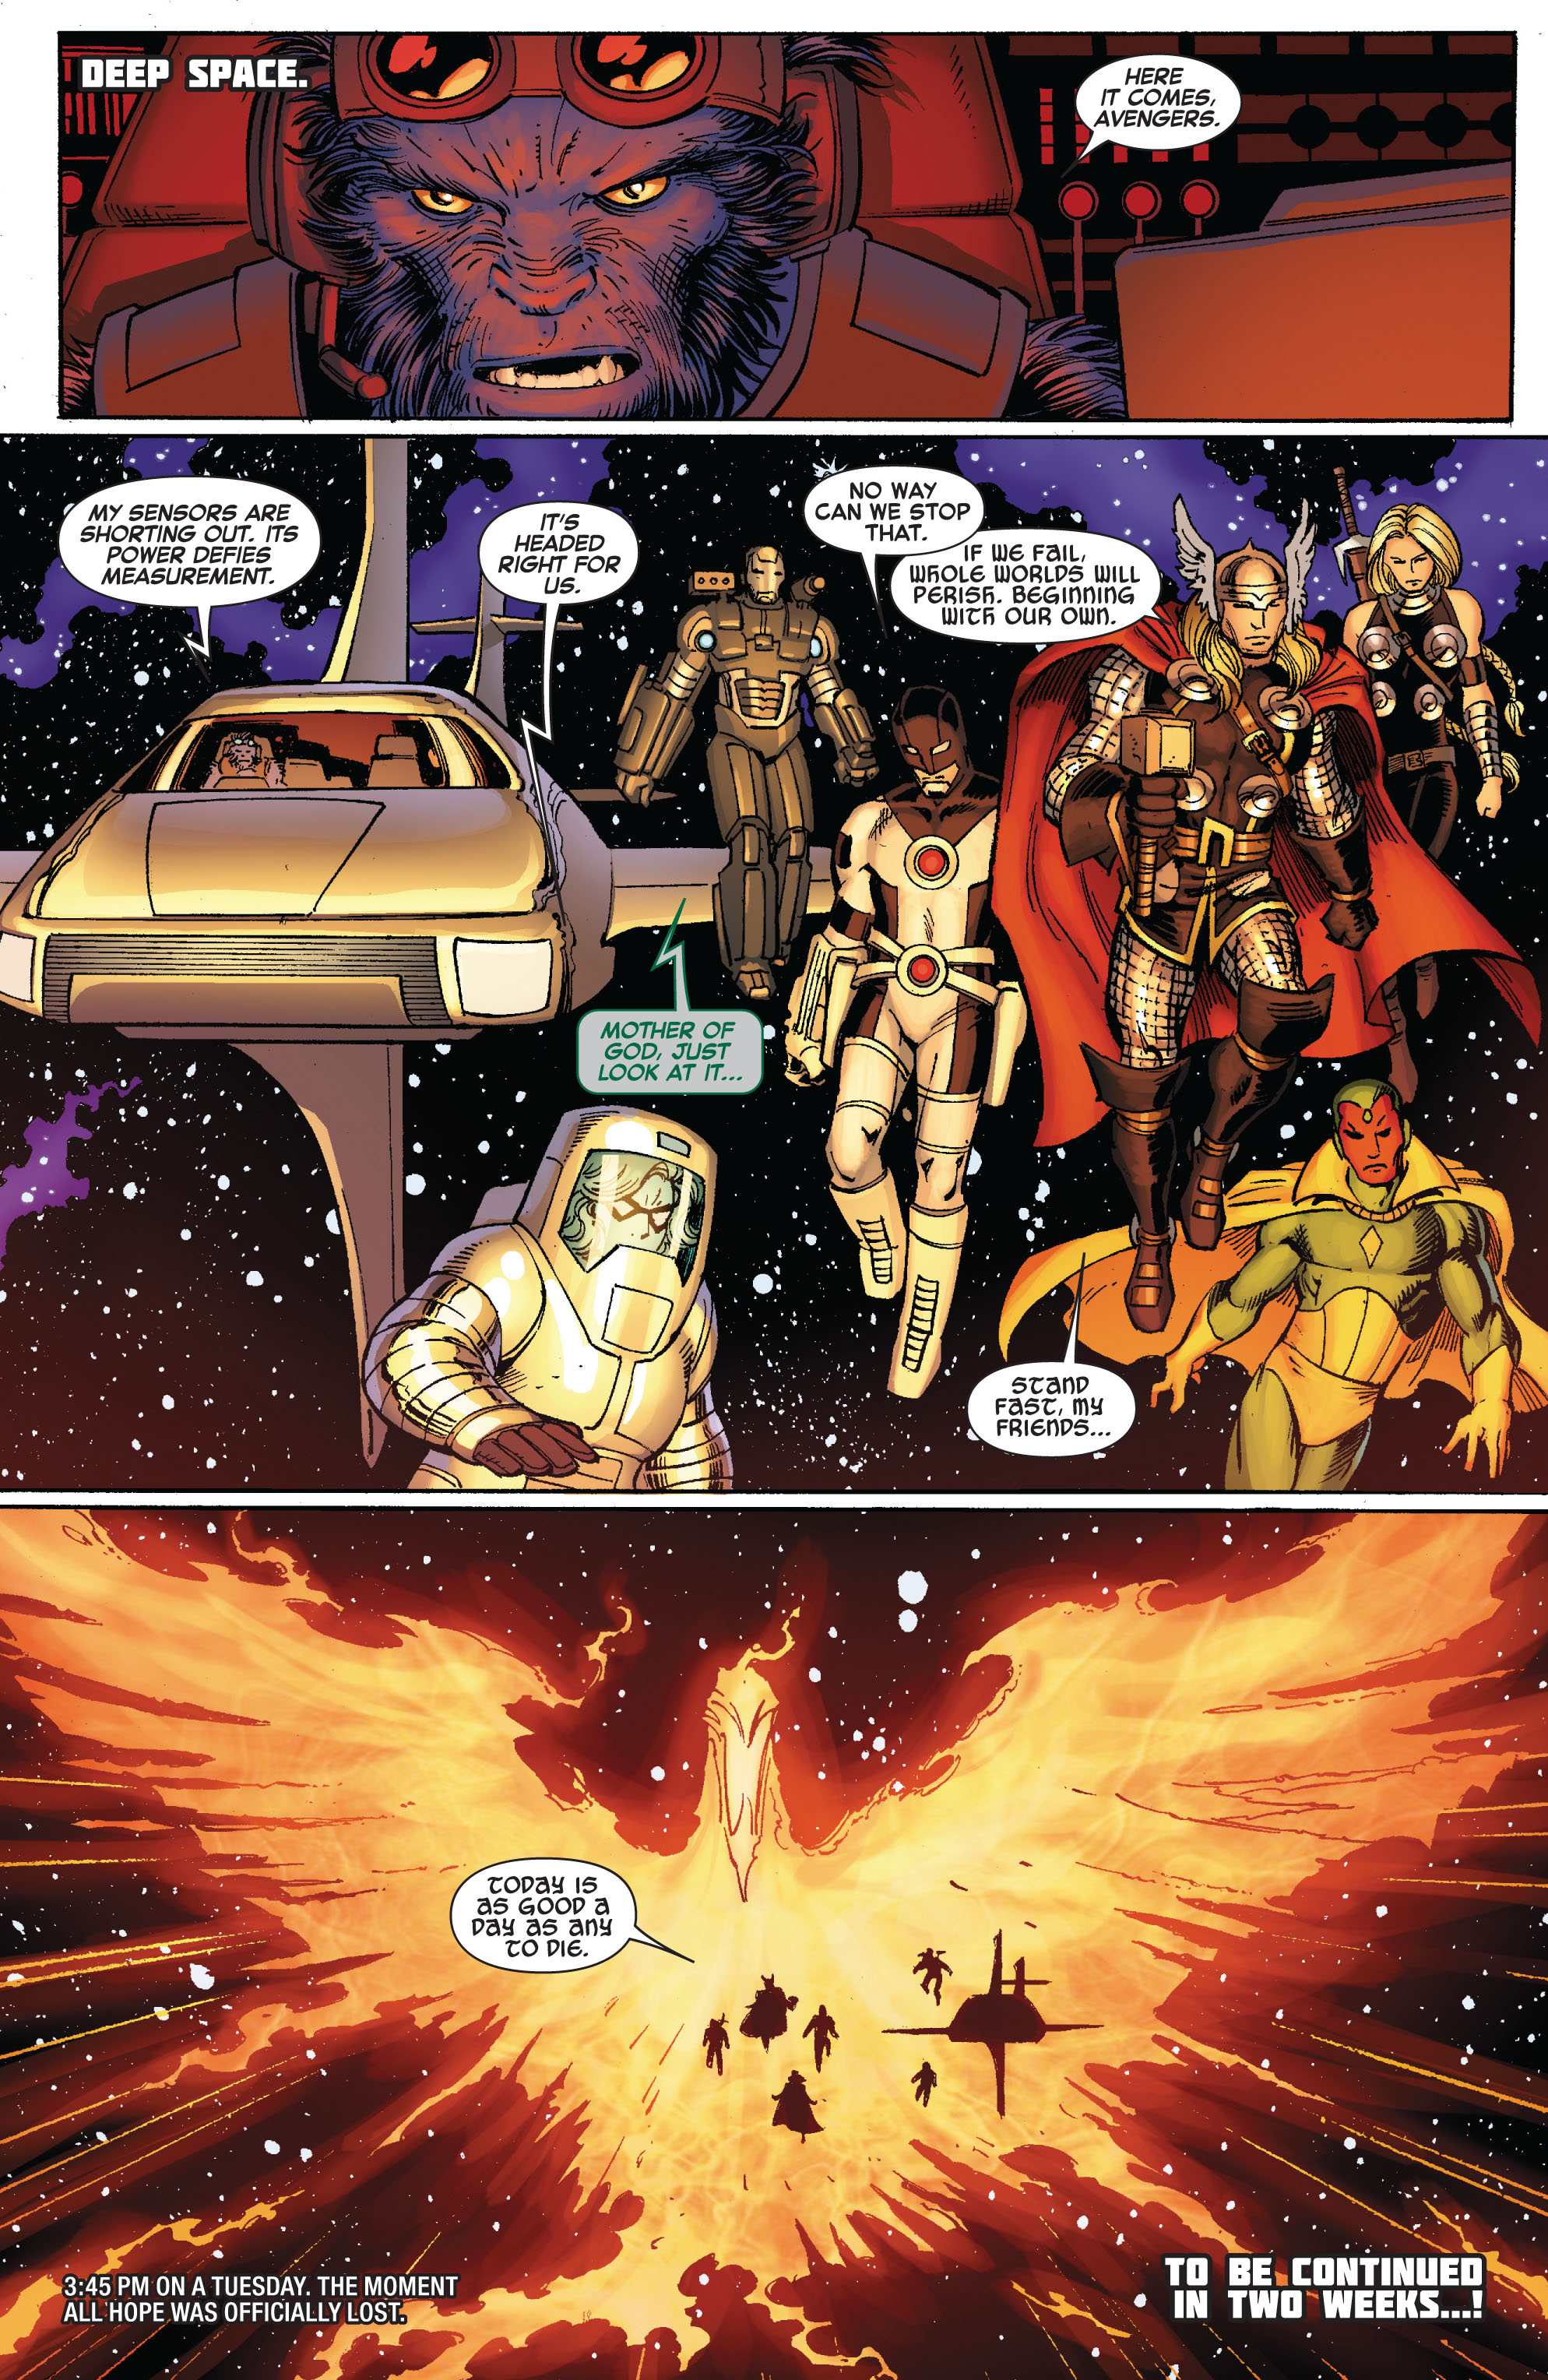 DEEP SPACE.
HERE
IT COMES,
AVENGERS.
MY SENSORS ARE
SHORTING OUT. ITS
POWER DEFIES
MEASUREMENT.
IT'S
HEADED
RIGHT FOR
US.
NO WAY
CAN WE STOP
THAT.
IF WE FAIL,
WHOLE WORLDS WILL
PERISH. BEGINNING
WITH OUR OWN.
MOTHER OF
GOD, JUST
LOOK AT IT...
STAND
FAST, MY
FRIENDS...
TODAY IS
AS GOOD A
DAY AS ANY
TO DIE.
3:45 PM ON A TUESDAY. THE MOMENT
ALL HOPE WAS OFFICIALLY LOST.
TO BE CONTINUED
IN TWO WEEKS...!